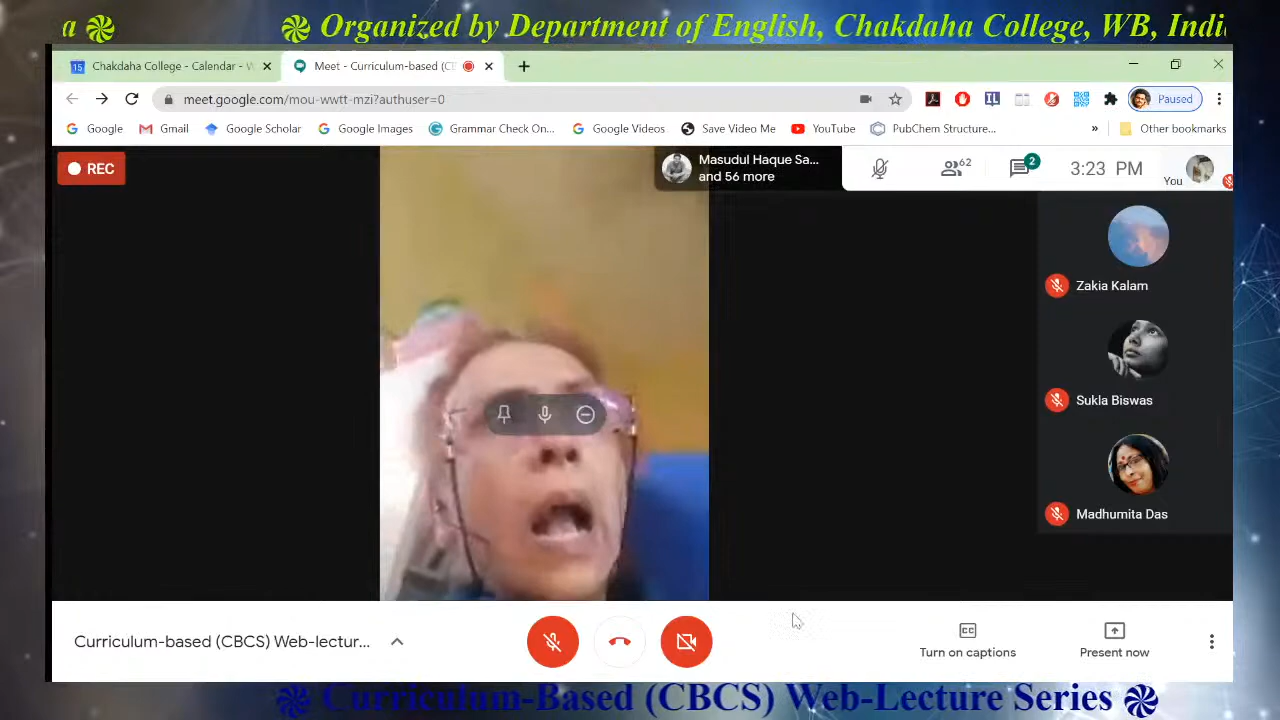 a ֍ ֍ Organized by Department of English, Chakdaha College, WB, Indi
15 Chakdaha College - Calendar - W
Meet - Curriculum-based (C
meet.google.com/mou-wwtt-mzi?authuser=0
Paused
Google Gmail Google Scholar Google Images Grammar Check On... Google Videos Save Video Me YouTube PubChem Structure... » Other bookmarks
REC
Masudul Haque Sa...
and 56 more
62
2
3:23 PM
You
Zakia Kalam
Sukla Biswas
Madhumita Das
Curriculum-based (CBCS) Web-lectur...
Turn on captions
Present now
֍ Curriculum-Based (CBCS) Web-Lecture Series ֍